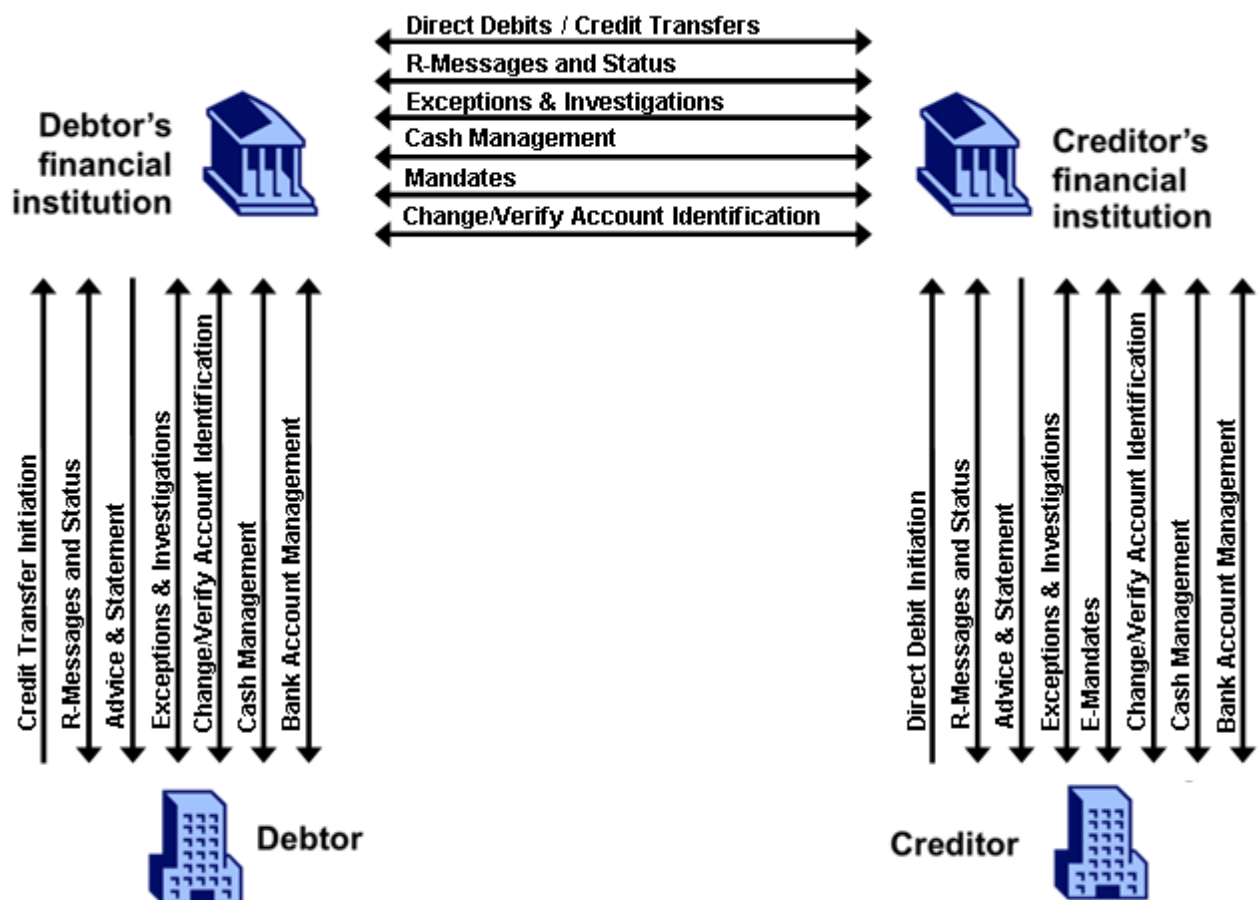 Direct Debits / Credit Transfers
R-Messages and Status
Exceptions & Investigations
Cash Management
Mandates
Change/Verify Account Identification
Debtor's
financial
institution
Creditor's
financial
institution
Credit Transfer Initiation
R-Messages and Status
Advice & Statement
Exceptions & Investigations
Change/Verify Account Identification
Cash Management
Bank Account Management
Direct Debit Initiation
R-Messages and Status
Advice & Statement
Exceptions & Investigations
E-Mandates
Change/Verify Account Identification
Cash Management
Bank Account Management
Debtor
Creditor